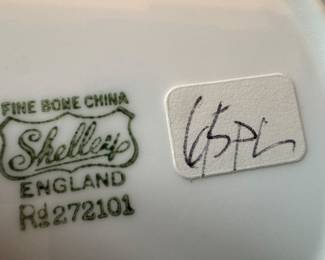 FINE BONE CHINA
Shelley
ENGLAND
Rd 272101
65PL